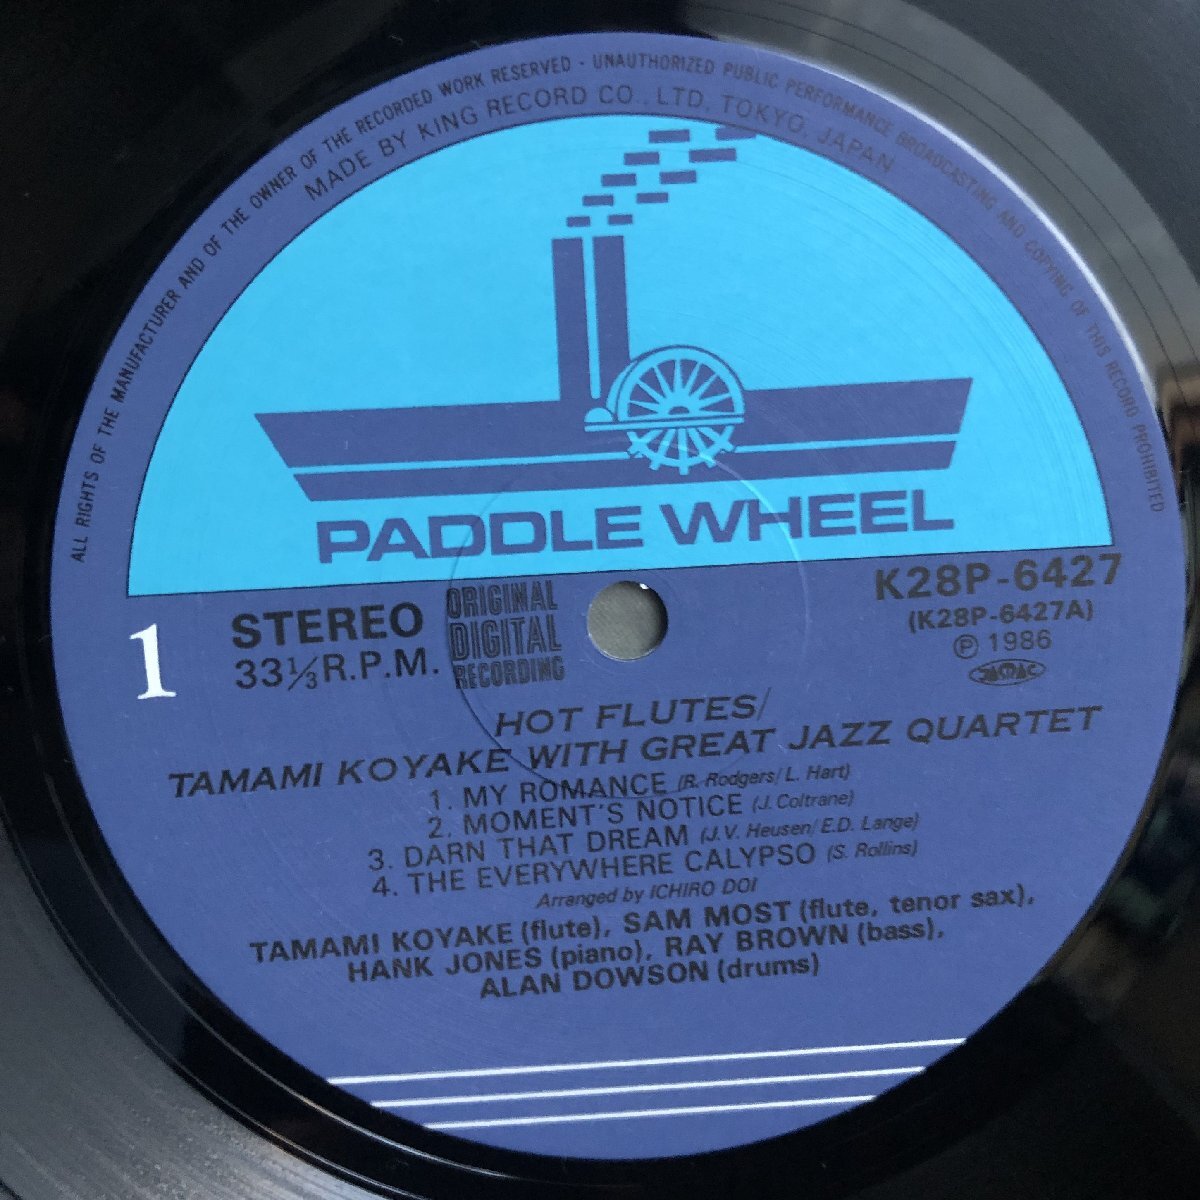 ALL RIGHTS OF THE MANUFACTURER AND OF THE OWNER OF THE RECORDED WORK RESERVED · UNAUTHORIZED PUBLIC PERFORMANCE BROADCASTING AND COPYING OF THIS RECORD PROHIBITED
MADE BY KING RECORD CO., LTD. TOKYO, JAPAN
PADDLE WHEEL
1
STEREO
33⅓ R.P.M.
ORIGINAL
DIGITAL
RECORDING
K28P-6427
(K28P-6427A)
Ⓟ 1986
JASRAC
HOT FLUTES/
TAMAMI KOYAKE WITH GREAT JAZZ QUARTET
1. MY ROMANCE (R. Rodgers/L. Hart)
2. MOMENT'S NOTICE (J. Coltrane)
3. DARN THAT DREAM (J.V. Heusen/E.D. Lange)
4. THE EVERYWHERE CALYPSO (S. Rollins)
Arranged by ICHIRO DOI
TAMAMI KOYAKE (flute), SAM MOST (flute, tenor sax),
HANK JONES (piano), RAY BROWN (bass),
ALAN DOWSON (drums)